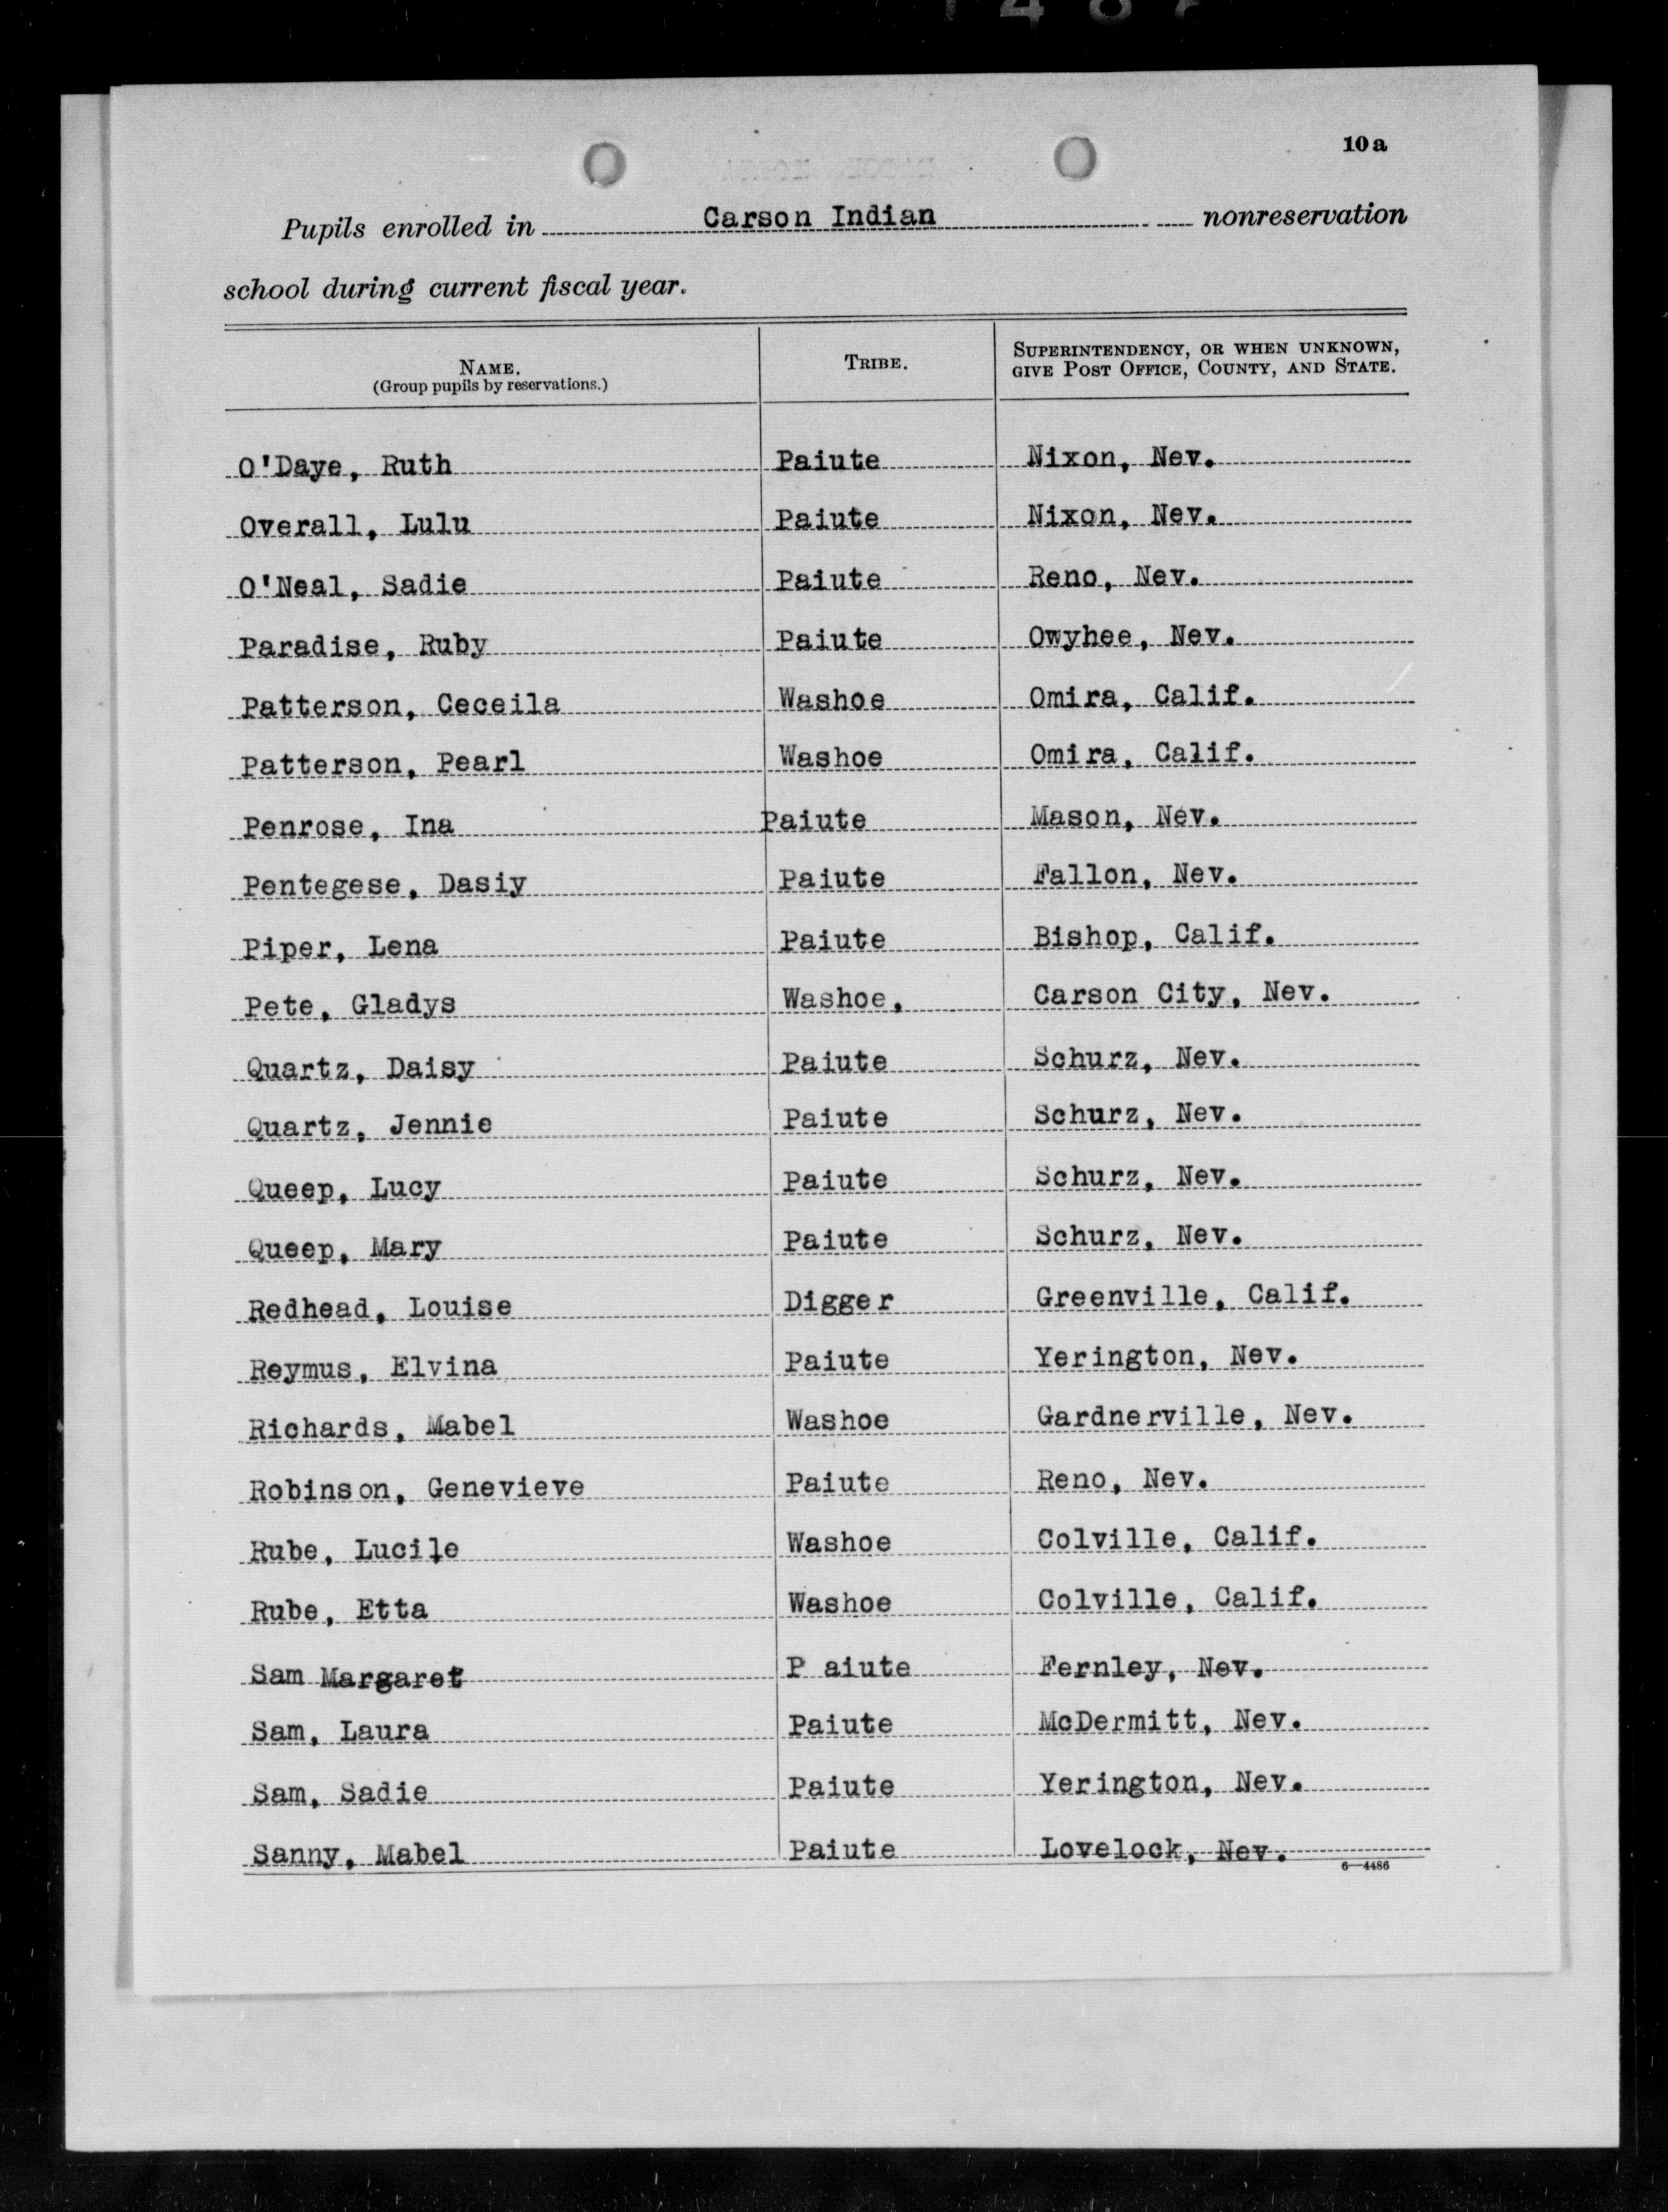 10a
Pupils enrolled in Carson Indian nonreservation
school during current fiscal year.
NAME. TRIBE. SUPERINTENDENCY, OR WHEN UNKNOWN,
(Group pupils by reservations.) GIVE POST OFFICE, COUNTY, AND STATE.
O'Daye, Ruth Paiute Nixon, Nev.
Overall, Lulu Paiute Nixon, Nev.
O'Neal, Sadie Paiute Reno, Nev.
Paradise, Ruby Paiute Owyhee, Nev.
Patterson, Ceceila Washoe Omira, Calif.
Patterson, Pearl Washoe Omira, Calif.
Penrose, Ina Paiute Mason, Nev.
Pentegese, Dasiy Paiute Fallon, Nev.
Piper, Lena Paiute Bishop, Calif.
Pete, Gladys Washoe, Carson City, Nev.
Quartz, Daisy Paiute Schurz, Nev.
Quartz, Jennie Paiute Schurz, Nev.
Queep, Lucy Paiute Schurz, Nev.
Queep, Mary Paiute Schurz, Nev.
Redhead, Louise Digger Greenville, Calif.
Reymus, Elvina Paiute Yerington, Nev.
Richards, Mabel Washoe Gardnerville, Nev.
Robinson, Genevieve Paiute Reno, Nev.
Rube, Lucile Washoe Colville, Calif.
Rube, Etta Washoe Colville, Calif.
Sam Margaret P aiute Fernley, Nev.
Sam, Laura Paiute McDermitt, Nev.
Sam, Sadie Paiute Yerington, Nev.
Sanny, Mabel Paiute Lovelock, Nev.
6—4486